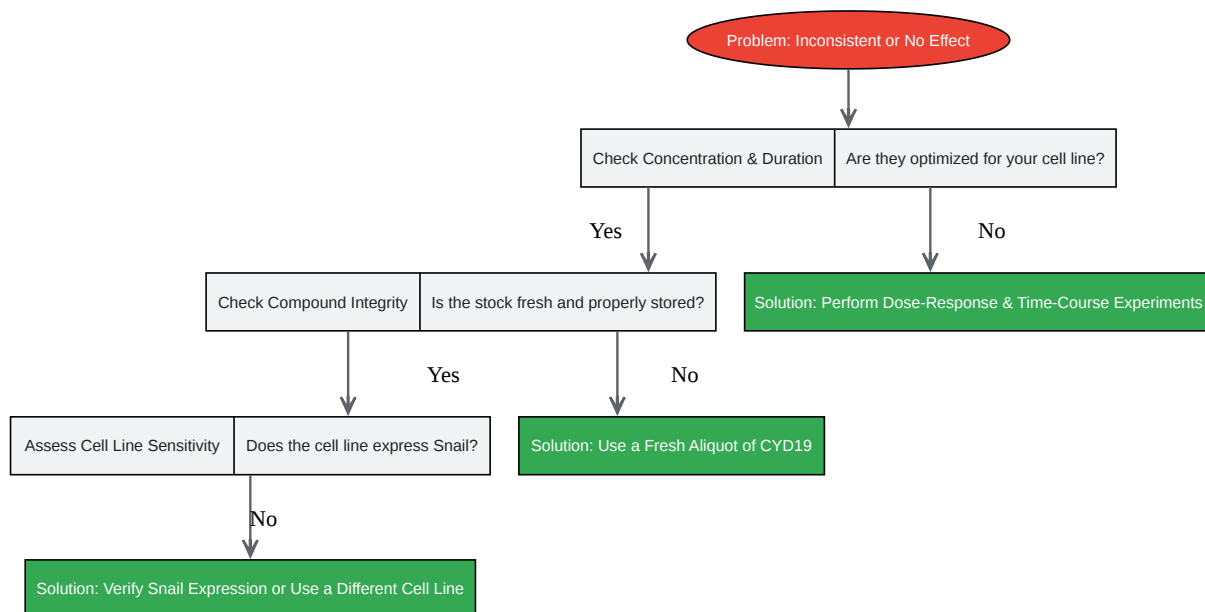 Problem: Inconsistent or No Effect
Check Concentration & Duration
Are they optimized for your cell line?
Yes
No
Check Compound Integrity
Is the stock fresh and properly stored?
Solution: Perform Dose-Response & Time-Course Experiments
Yes
No
Assess Cell Line Sensitivity
Does the cell line express Snail?
Solution: Use a Fresh Aliquot of CYD19
No
Solution: Verify Snail Expression or Use a Different Cell Line